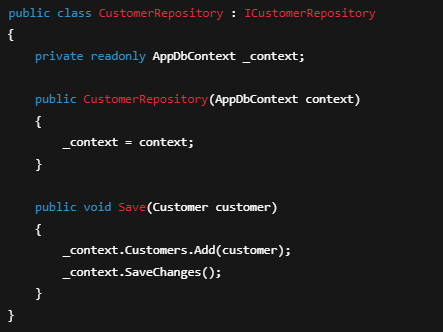 public class CustomerRepository : ICustomerRepository
{
    private readonly AppDbContext _context;

    public CustomerRepository(AppDbContext context)
    {
        _context = context;
    }

    public void Save(Customer customer)
    {
        _context.Customers.Add(customer);
        _context.SaveChanges();
    }
}